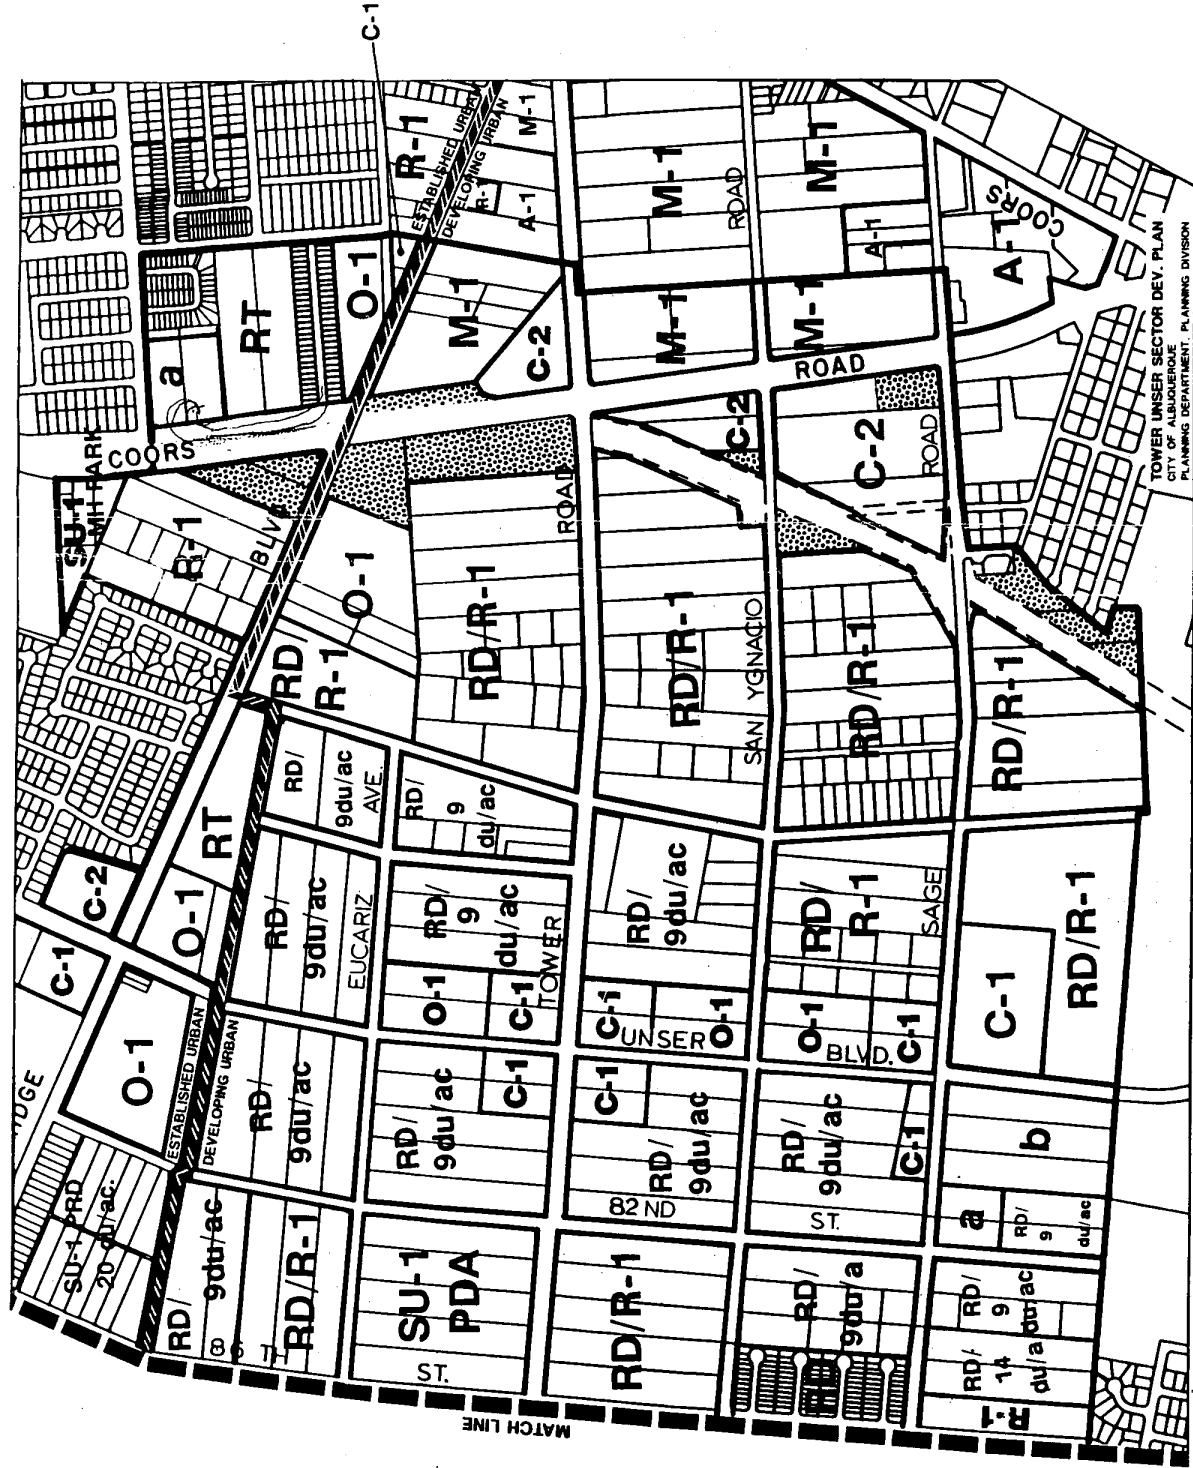 C-1
R-1
ESTABLISHED URBAN
DEVELOPING URBAN
M-1
R-1
A-1
M-1
ROAD
M-1
A-1
COORS
A-1
TOWER UNSER SECTOR DEV. PLAN
CITY OF ALBUQUERQUE
PLANNING DEPARTMENT, PLANNING DIVISION
a
RT
O-1
M-1
C-2
M-1
M-1
ROAD
COORS
SU-1
MH PARK
R-1
BLVD
O-1
ROAD
C-2
C-2
ROAD
RD/
R-1
RD/R-1
RD/R-1
SAN YGNACIO
RD/R-1
RD/R-1
RT
RD/
9du/ac
AVE.
RD/
9
du/ac
C-2
O-1
RD/
9du/ac
EUCARIZ
RD/
9
du/ac
TOWER
RD/
9du/ac
RD/
R-1
SAGE
RD/R-1
C-1
O-1
C-1
C-1
UNSER
O-1
O-1
BLVD.
C-1
C-1
O-1
ESTABLISHED URBAN
DEVELOPING URBAN
RD/
9du/ac
RD/
9du/ac
C-1
C-1
RD/
9du/ac
RD/
9du/ac
C-1
b
SU-1 PRD
20 du/ac.
82 ND
ST.
a
RD/
9
du/ac
RD/
9du/ac
RD/R-1
86 TH
SU-1
PDA
ST.
RD/R-1
RD/
9du/a
RD/
9
du/ac
RD/
14
du/a
R-1
MATCH LINE